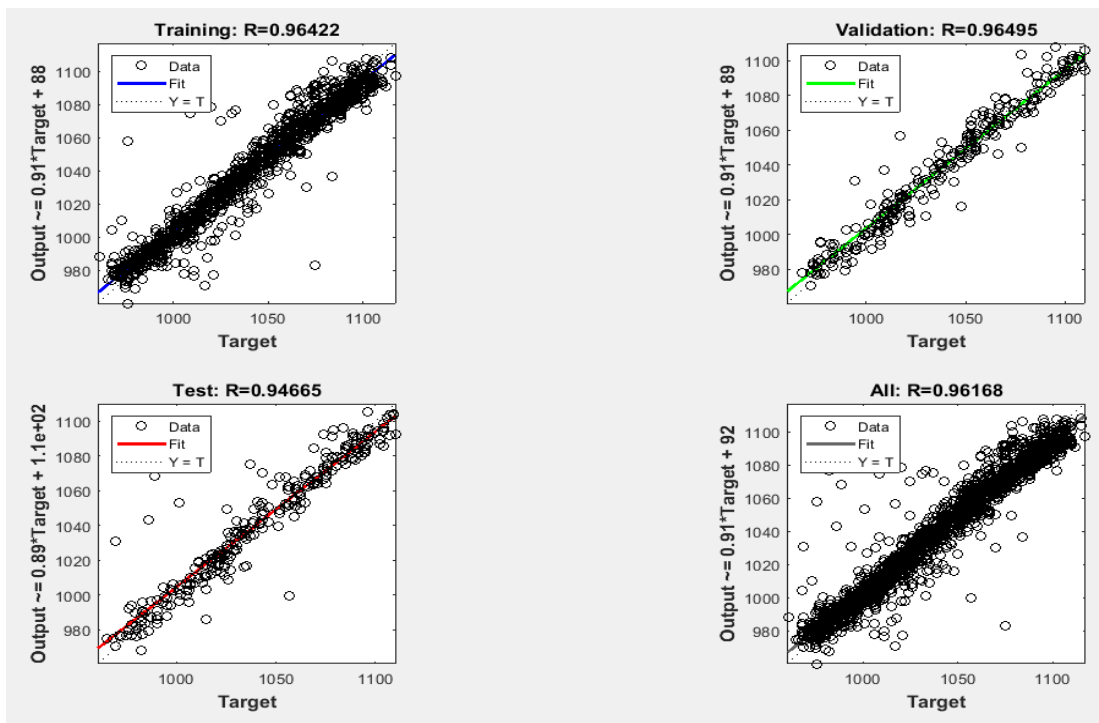 Training: R=0.96422
Output ~= 0.91*Target + 88
1100
1080
1060
1040
1020
1000
980
Data
Fit
Y = T
1000 1050 1100
Target
Validation: R=0.96495
Output ~= 0.91*Target + 89
1100
1080
1060
1040
1020
1000
980
Data
Fit
Y = T
1000 1050 1100
Target
Test: R=0.94665
Output ~= 0.89*Target + 1.1e+02
1100
1080
1060
1040
1020
1000
980
Data
Fit
Y = T
1000 1050 1100
Target
All: R=0.96168
Output ~= 0.91*Target + 92
1100
1080
1060
1040
1020
1000
980
Data
Fit
Y = T
1000 1050 1100
Target